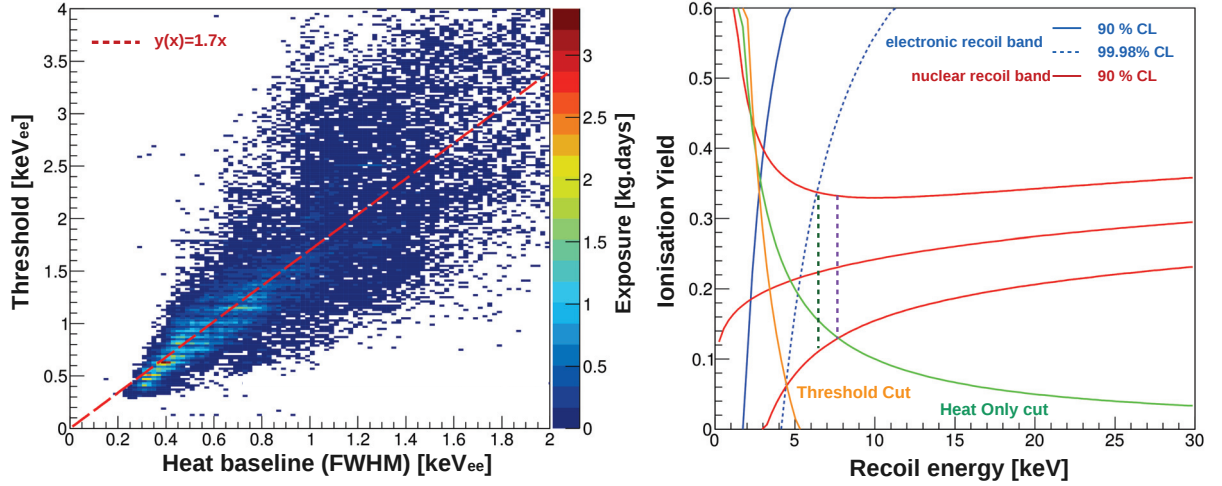 y(x)=1.7x
Threshold [keVee]
4
3.5
3
2.5
2
1.5
1
0.5
0
0 0.2 0.4 0.6 0.8 1 1.2 1.4 1.6 1.8 2
Heat baseline (FWHM) [keVee]
3
2.5
2
1.5
1
0.5
0
Exposure [kg.days]
Ionisation Yield
0.6
0.5
0.4
0.3
0.2
0.1
0
90 % CL
electronic recoil band
99.98% CL
nuclear recoil band 90 % CL
Threshold Cut
Heat Only cut
0 5 10 15 20 25 30
Recoil energy [keV]